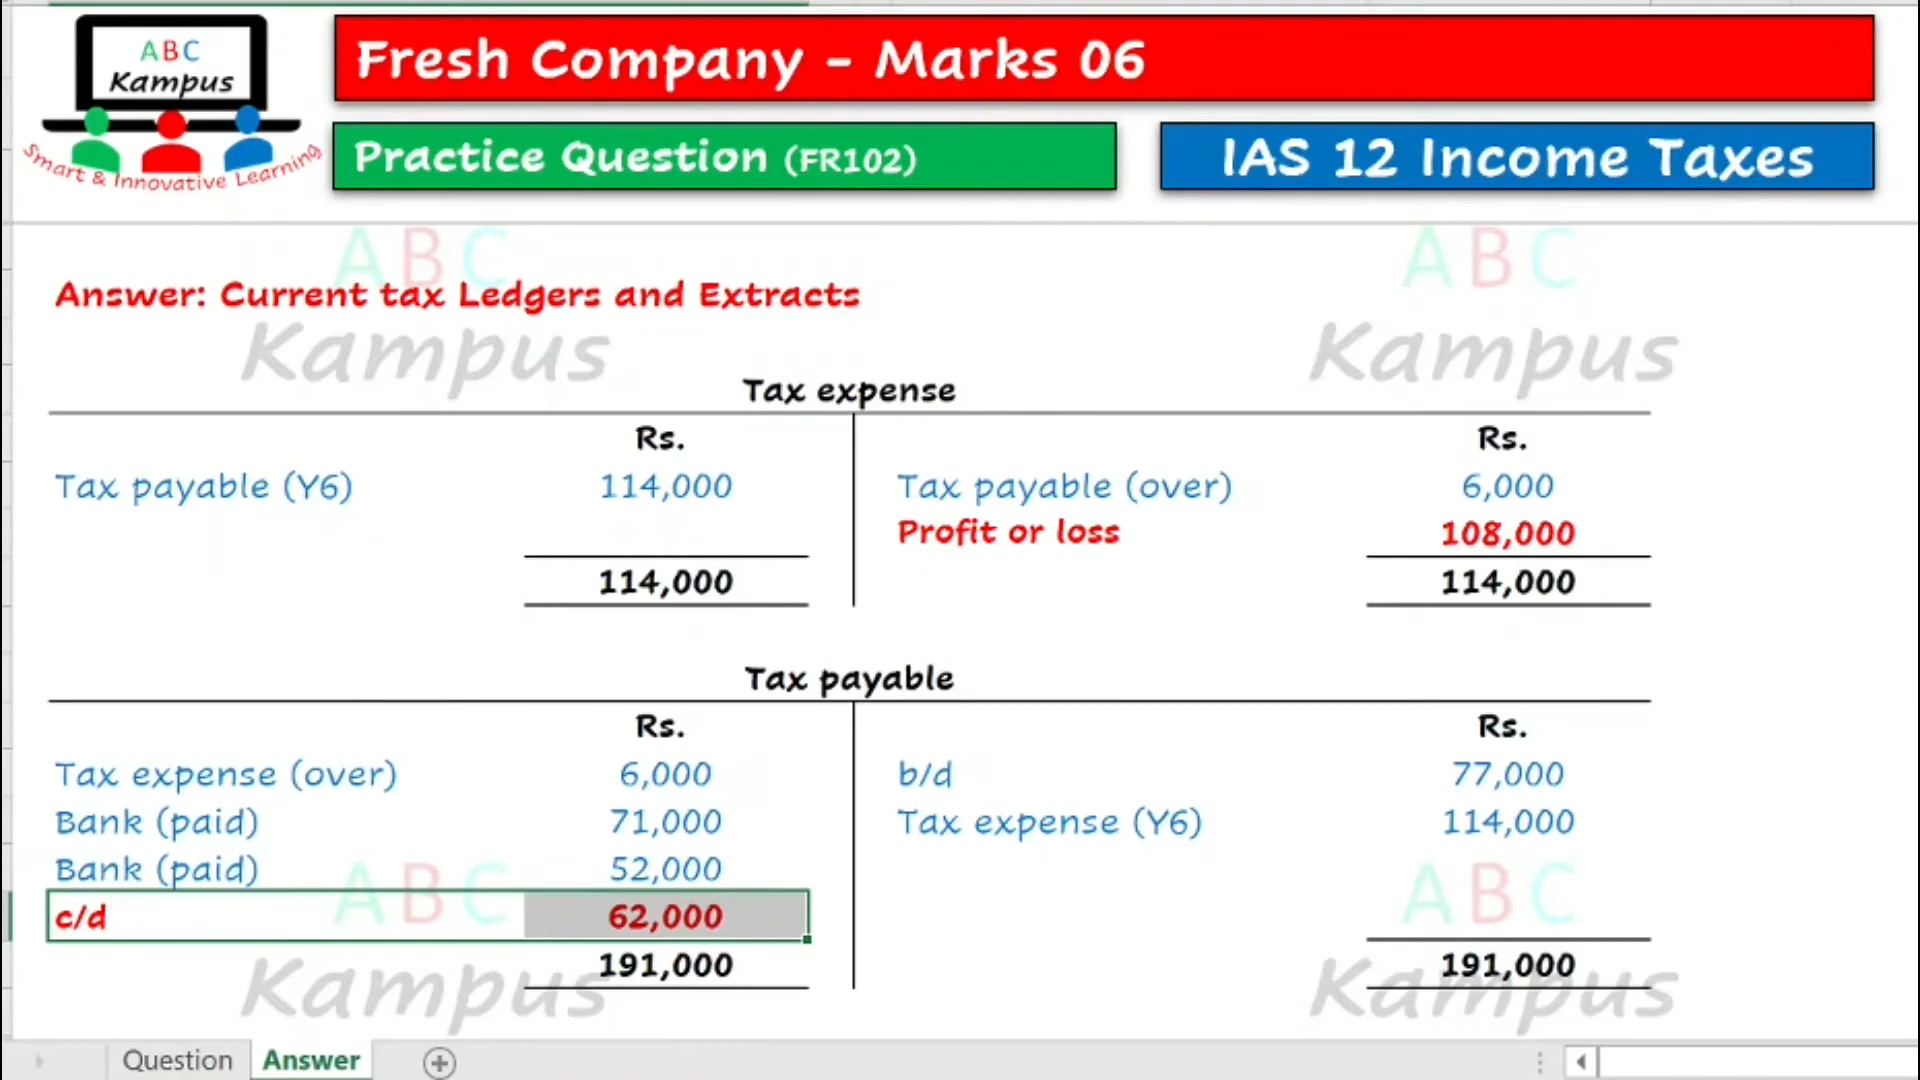 ABC
Kampus
Smart & Innovative Learning
Fresh Company - Marks 06
Practice Question (FR102)
IAS 12 Income Taxes
ABC
Kampus
ABC
Kampus
Answer: Current tax Ledgers and Extracts
Tax expense
Rs. Rs.
Tax payable (Y6) 114,000 Tax payable (over) 6,000
Profit or loss 108,000
114,000 114,000
Tax payable
Rs. Rs.
Tax expense (over) 6,000 b/d 77,000
Bank (paid) 71,000 Tax expense (Y6) 114,000
Bank (paid) 52,000
c/d 62,000
191,000 191,000
ABC
Kampus
ABC
Kampus
Question Answer